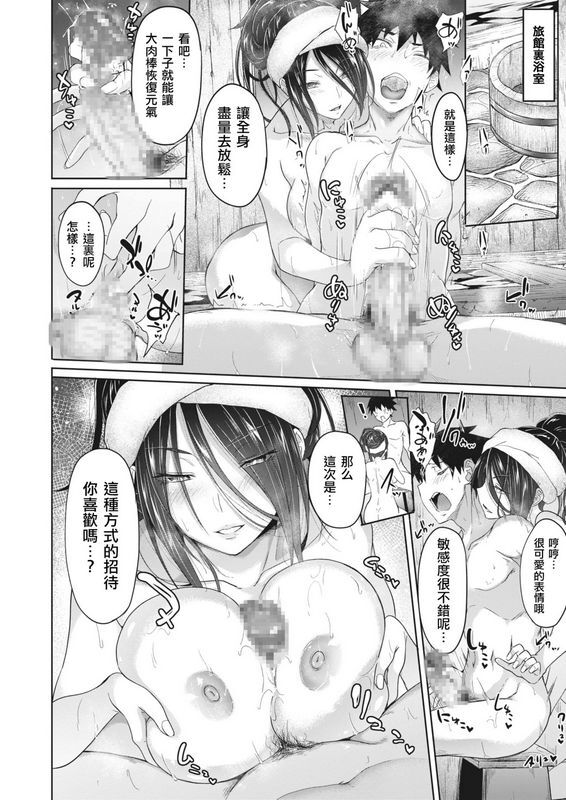 旅館裏浴室
就是這樣…
讓全身
盡量去放鬆…
看吧…
一下子就能讓
大肉棒恢復元氣
…這裏呢
怎樣…？
哼哼…
很可愛的表情哦
敏感度很不錯呢…
那么
這次是…
這種方式的招待
你喜歡嗎…？